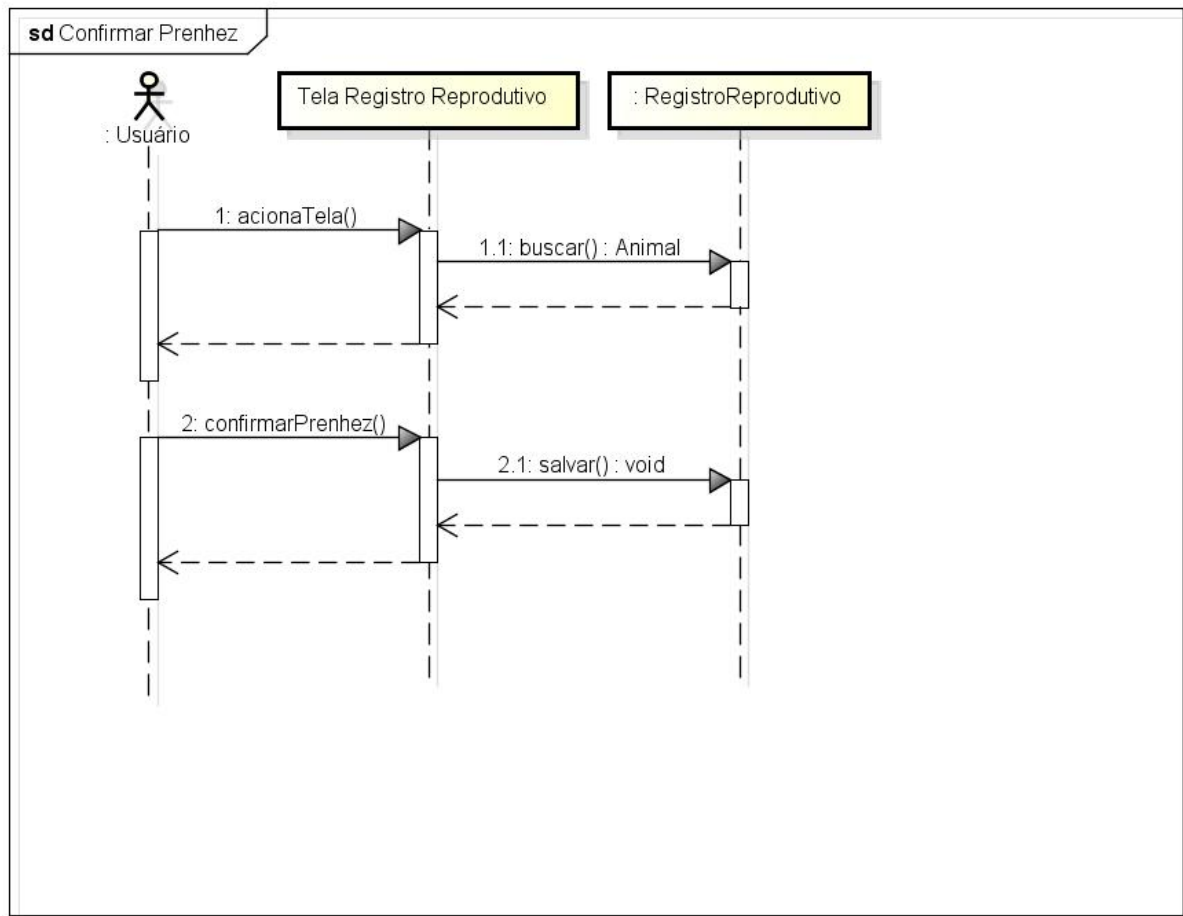 sd Confirmar Prenhez
: Usuário
Tela Registro Reprodutivo
: RegistroReprodutivo
1: acionaTela()
1.1: buscar() : Animal
2: confirmarPrenhez()
2.1: salvar() : void